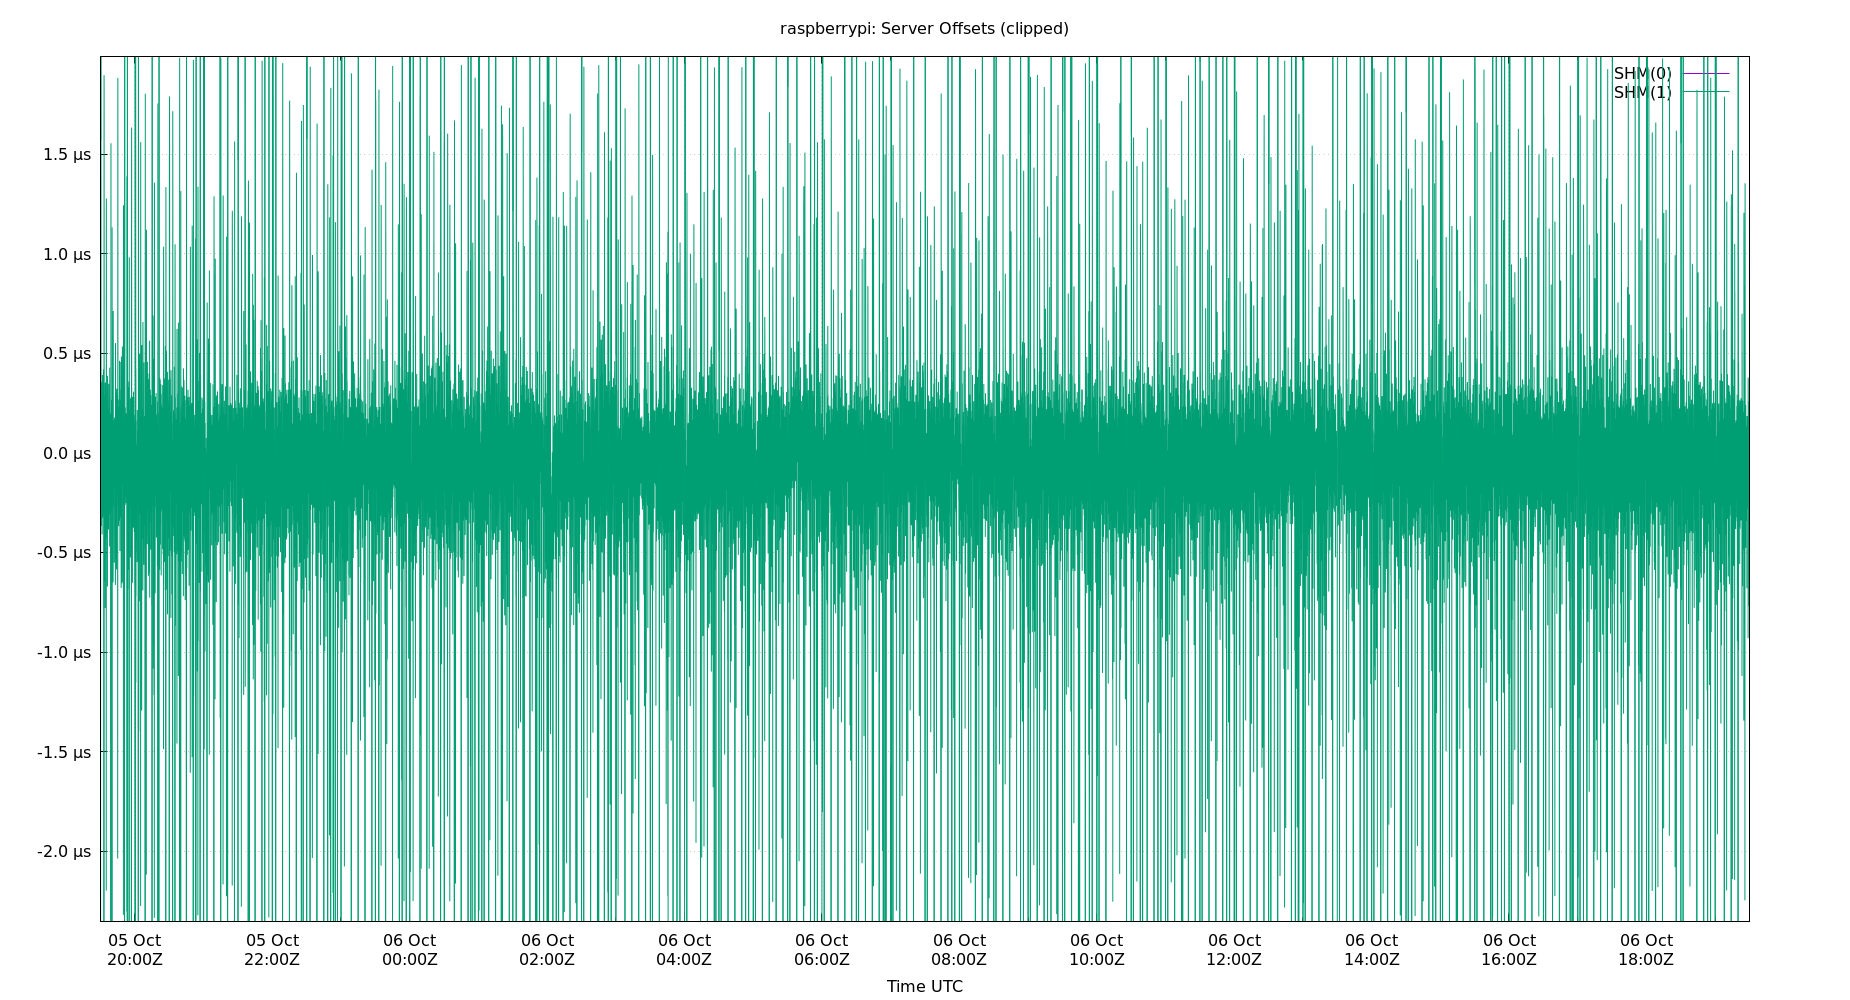 raspberrypi: Server Offsets (clipped)
SHM(0)
SHM(1)
1.5 µs
1.0 µs
0.5 µs
0.0 µs
-0.5 µs
-1.0 µs
-1.5 µs
-2.0 µs
05 Oct 05 Oct 06 Oct 06 Oct 06 Oct 06 Oct 06 Oct 06 Oct 06 Oct 06 Oct 06 Oct 06 Oct
20:00Z 22:00Z 00:00Z 02:00Z 04:00Z 06:00Z 08:00Z 10:00Z 12:00Z 14:00Z 16:00Z 18:00Z
Time UTC